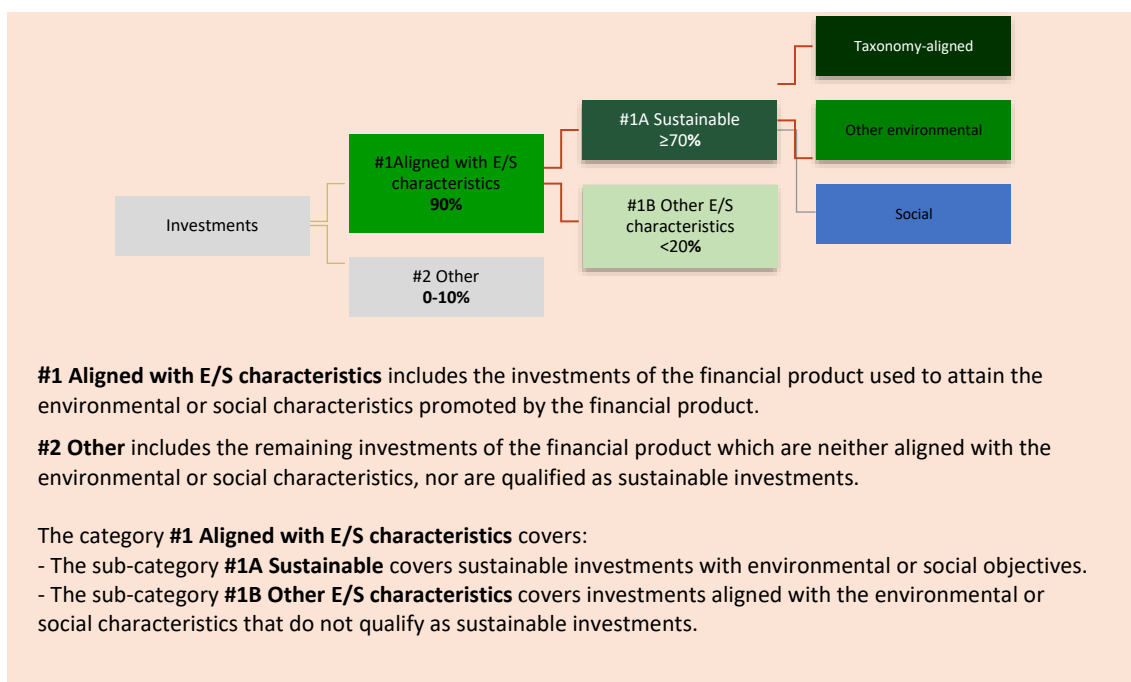 Taxonomy-aligned
#1A Sustainable
≥70%
Other environmental
#1Aligned with E/S
characteristics
90%
#1B Other E/S
characteristics
<20%
Social
Investments
#2 Other
0-10%
#1 Aligned with E/S characteristics includes the investments of the financial product used to attain the
environmental or social characteristics promoted by the financial product.
#2 Other includes the remaining investments of the financial product which are neither aligned with the
environmental or social characteristics, nor are qualified as sustainable investments.
The category #1 Aligned with E/S characteristics covers:
- The sub-category #1A Sustainable covers sustainable investments with environmental or social objectives.
- The sub-category #1B Other E/S characteristics covers investments aligned with the environmental or
social characteristics that do not qualify as sustainable investments.